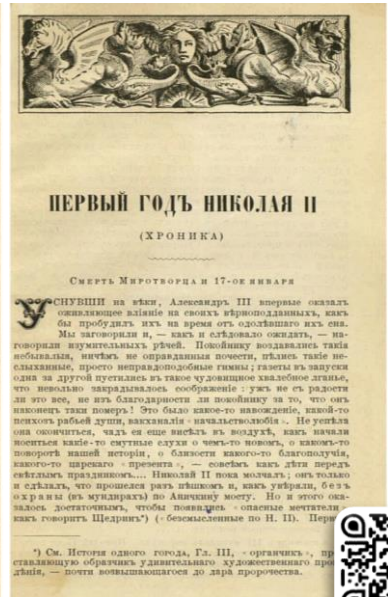 ПЕРВЫЙ ГОДЪ НИКОЛАЯ II
(ХРОНИКА)
Смерть Миротворца и 17-ое января
УСНУВШИ на вѣки, Александръ III впервые оказалъ
оживляющее вліяніе на своихъ вѣрноподданныхъ, какъ
бы пробудилъ ихъ на время отъ одолѣвшаго ихъ сна.
Мы заговорили и, — какъ и слѣдовало ожидать, — на-
говорили изумительныхъ рѣчей. Покойнику воздавались такія
небывалыя, ничѣмъ не оправданныя почести, пѣлись такіе не-
слыханные, просто неправдоподобные гимны; газеты въ запуски
одна за другой пустились въ такое чудовищное хвалебное лганье,
что невольно закрадывалось соображеніе: ужъ не съ радости
ли это все, не изъ благодарности ли покойнику за то, что онъ
наконецъ таки померъ! Это было какое-то навожденіе, какой-то
психозъ рабьей души, вакханалія «начальстволюбія». Не успѣла
она окончиться, чадъ ея еще висѣлъ въ воздухѣ, какъ начали
носиться какіе-то смутные слухи о чемъ-то новомъ, о какомъ-то
поворотѣ нашей исторіи, о близости какого-то благополучія,
какого-то царскаго «презента», — совсѣмъ какъ дѣти передъ
свѣтлымъ праздникомъ.... Николай II пока молчалъ; онъ только
и сдѣлалъ, что прошелся разъ пѣшкомъ и, какъ увѣряли, безъ
охраны (въ мундирахъ) по Аничкину мосту. Но и этого ока-
залось достаточнымъ, чтобы появились «опасные мечтатели»,
какъ говоритъ Щедринъ*) («безсмысленные» по Н. II).
*) См. Исторія одного города, Гл. III, «органчикъ»,
ставляющую образчикъ удивительнаго художественнаго
дѣнія, — почти возвышающагося до дара пророчества.